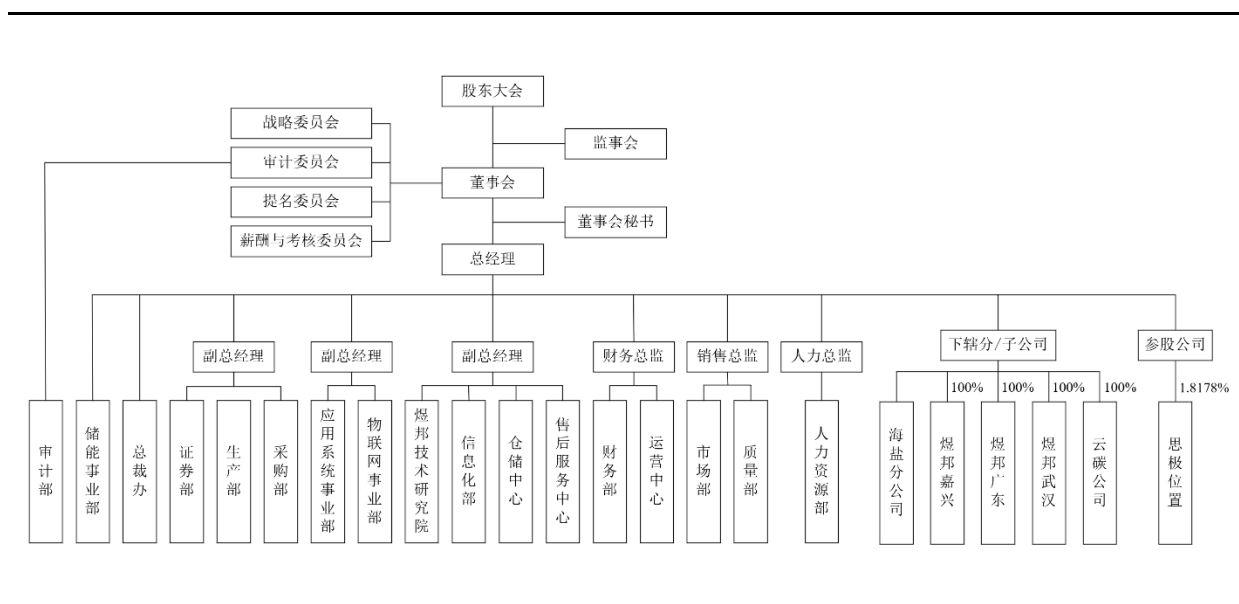 股东大会
战略委员会
监事会
审计委员会
董事会
提名委员会
董事会秘书
薪酬与考核委员会
总经理
副总经理
副总经理
副总经理
财务总监
销售总监
人力总监
下辖分/子公司
参股公司
100%
100%
100%
100%
1.8178%
审计部
储能事业部
总裁办
证券部
生产部
采购部
应用系统事业部
物联网事业部
煜邦技术研究院
信息化部
仓储中心
售后服务中心
财务部
运营中心
市场部
质量部
人力资源部
海盐分公司
煜邦嘉兴
煜邦广东
煜邦武汉
云碳公司
思极位置